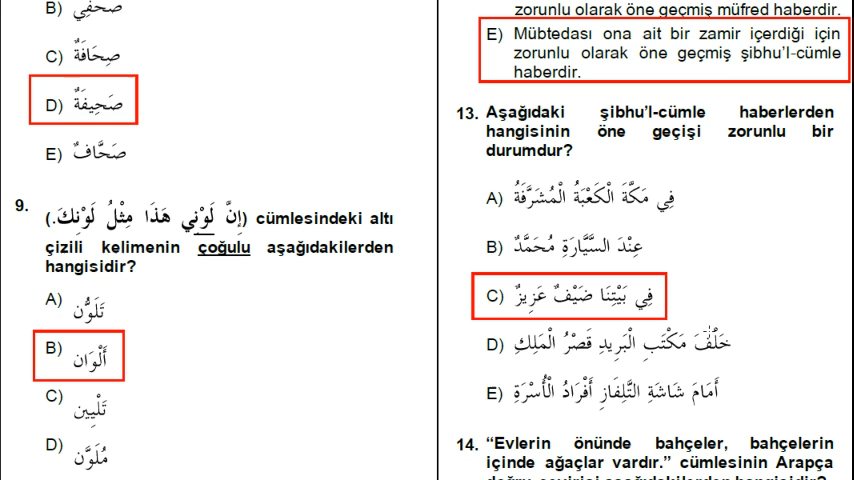 B) صُحُفِي
C) صِحَافَةٌ
D) صَحِيفَةٌ
E) صَحَّافٌ
9. (إِنَّ لَوْنِي هَذَا مِثْلُ لَوْنِكَ.) cümlesindeki altı
çizili kelimenin çoğulu aşağıdakilerden
hangisidir?
A) تَلَوُّن
B) أَلْوَان
C) تَلْيِين
D) مُلَوَّن
zorunlu olarak öne geçmiş müfred haberdir.
E) Mübtedası ona ait bir zamir içerdiği için
zorunlu olarak öne geçmiş şibhu’l-cümle
haberdir.
13. Aşağıdaki şibhu’l-cümle haberlerden
hangisinin öne geçişi zorunlu bir
durumdur?
A) فِي مَكَّةَ الْكَعْبَةُ الْمُشَرَّفَةُ
B) عِنْدَ السَّيَّارَةِ مُحَمَّدٌ
C) فِي بَيْتِنَا ضَيْفٌ عَزِيزٌ
D) خَلْفَ مَكْتَبِ الْبَرِيدِ قَصْرُ الْمَلِكِ
E) أَمَامَ شَاشَةِ التِّلِفَازِ أَفْرَادُ الْأُسْرَةِ
14. “Evlerin önünde bahçeler, bahçelerin
içinde ağaçlar vardır.” cümlesinin Arapça